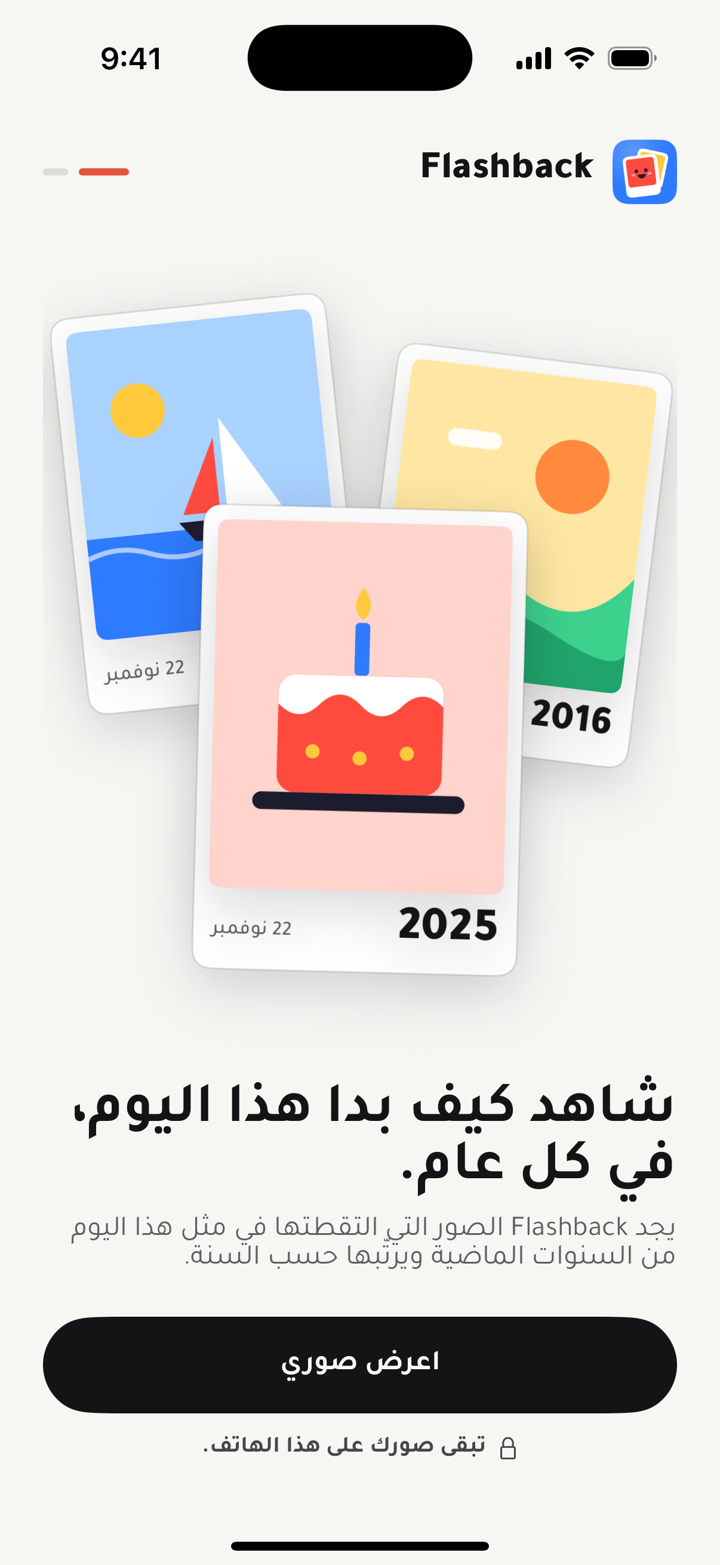 9:41
Flashback
22 نوفمبر
2016
2025
22 نوفمبر
شاهد كيف بدا هذا اليوم،
في كل عام.
يجد Flashback الصور التي التقطتها في مثل هذا اليوم
من السنوات الماضية ويرتّبها حسب السنة.
اعرض صوري
تبقى صورك على هذا الهاتف.